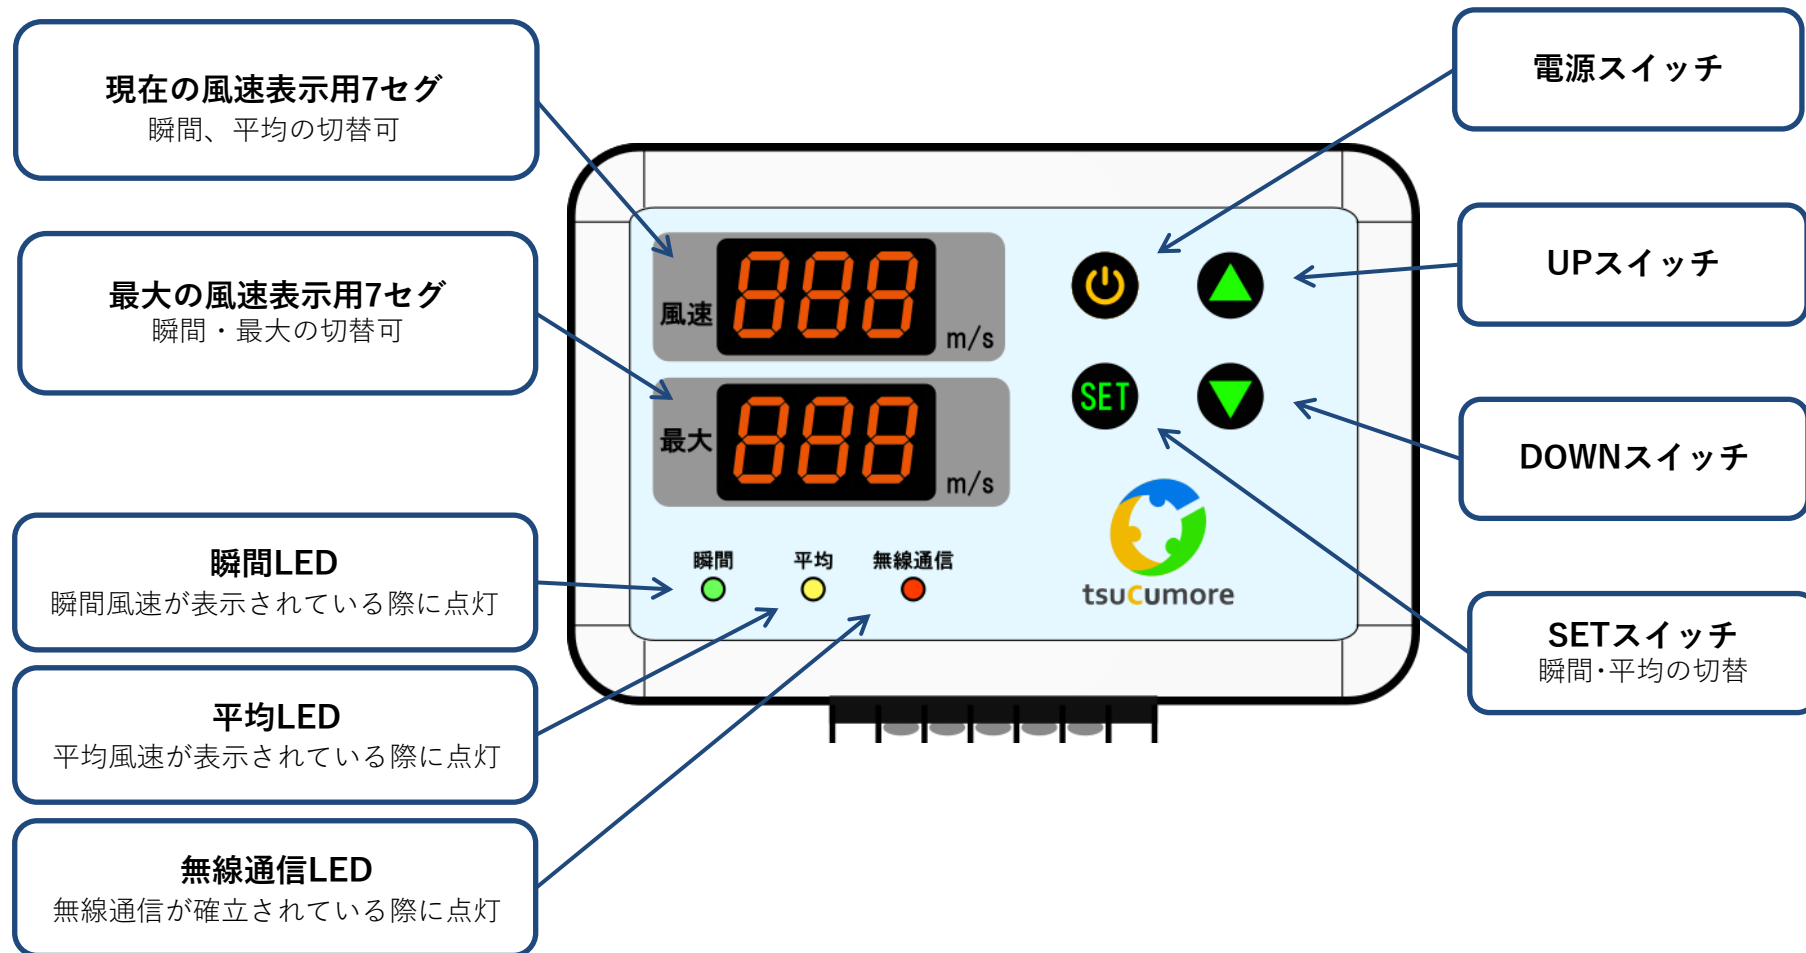 現在の風速表示用7セグ
瞬間、平均の切替可
最大の風速表示用7セグ
瞬間・最大の切替可
瞬間LED
瞬間風速が表示されている際に点灯
平均LED
平均風速が表示されている際に点灯
無線通信LED
無線通信が確立されている際に点灯
風速
888
m/s
最大
888
m/s
瞬間
平均
無線通信
SET
tsuCumore
電源スイッチ
UPスイッチ
DOWNスイッチ
SETスイッチ
瞬間･平均の切替